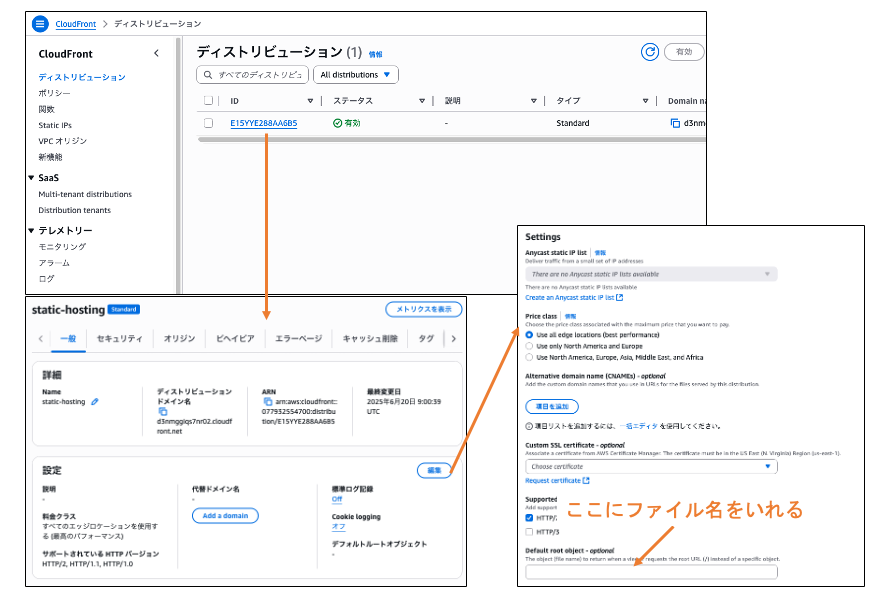 CloudFront > ディストリビューション
CloudFront
ディストリビューション
ポリシー
関数
Static IPs
VPC オリジン
新機能
SaaS
Multi-tenant distributions
Distribution tenants
テレメトリー
モニタリング
アラーム
ログ
ディストリビューション (1) 情報
有効
すべてのディストリビュ
All distributions
ID ステータス 説明 タイプ Domain na
E15YYE288AA6B5 有効 - Standard d3nm
static-hosting Standard メトリクスを表示
一般 セキュリティ オリジン ビヘイビア エラーページ キャッシュ削除 タグ
詳細
Name
static-hosting
ディストリビューション
ドメイン名
d3nmggiqs7nr02.cloudf
ront.net
ARN
arn:aws:cloudfront::
077932554700:distribu
tion/E15YYE288AA6B5
最終変更日
2025年6月20日 9:00:39
UTC
設定 編集
説明
-
料金クラス
すべてのエッジロケーションを使用す
る (最高のパフォーマンス)
サポートされている HTTP バージョン
HTTP/2, HTTP/1.1, HTTP/1.0
代替ドメイン名
-
Add a domain
標準ログ記録
Off
Cookie logging
オフ
デフォルトルートオブジェクト
-
Settings
Anycast static IP list 情報
Deliver traffic from a small set of IP addresses
There are no Anycast static IP lists available
There are no Anycast static IP lists available
Create an Anycast static IP list
Price class 情報
Choose the price class associated with the maximum price that you want to pay.
Use all edge locations (best performance)
Use only North America and Europe
Use North America, Europe, Asia, Middle East, and Africa
Alternative domain name (CNAMEs) - optional
Add the custom domain names that you use in URLs for the files served by this distribution.
項目を追加
項目リストを追加するには、一括エディタ を使用してください。
Custom SSL certificate - optional
Associate a certificate from AWS Certificate Manager. The certificate must be in the US East (N. Virginia) Region (us-east-1).
Choose certificate
Request certificate
Supported
Add support
HTTP/
HTTP/3
ここにファイル名をいれる
Default root object - optional
The object (file name) to return when a viewer requests the root URL (/) instead of a specific object.